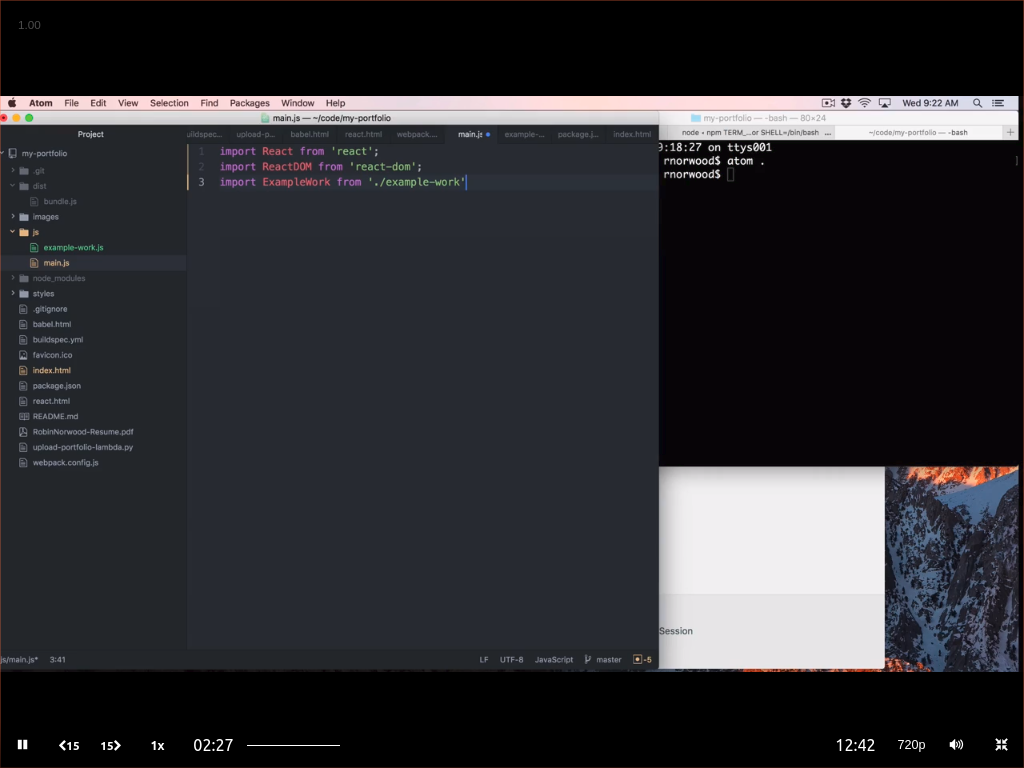 1.00
Atom File Edit View Selection Find Packages Window Help
Wed 9:22 AM
main.js — ~/code/my-portfolio
my-portfolio — -bash — 80×24
Project
uildspec... upload-p... babel.html react.html webpack... main.js example-... package.j... index.html
node • npm TERM_...or SHELL=/bin/bash ...
~/code/my-portfolio — -bash
+
my-portfolio
.git
dist
bundle.js
images
js
example-work.js
main.js
node_modules
styles
.gitignore
babel.html
buildspec.yml
favicon.ico
index.html
package.json
react.html
README.md
RobinNorwood-Resume.pdf
upload-portfolio-lambda.py
webpack.config.js
1 import React from 'react';
2 import ReactDOM from 'react-dom';
3 import ExampleWork from './example-work'
9:18:27 on ttys001
rnorwood$ atom .
rnorwood$
Session
js/main.js* 3:41
LF UTF-8 JavaScript master -5
02:27
15 15 1x
12:42 720p